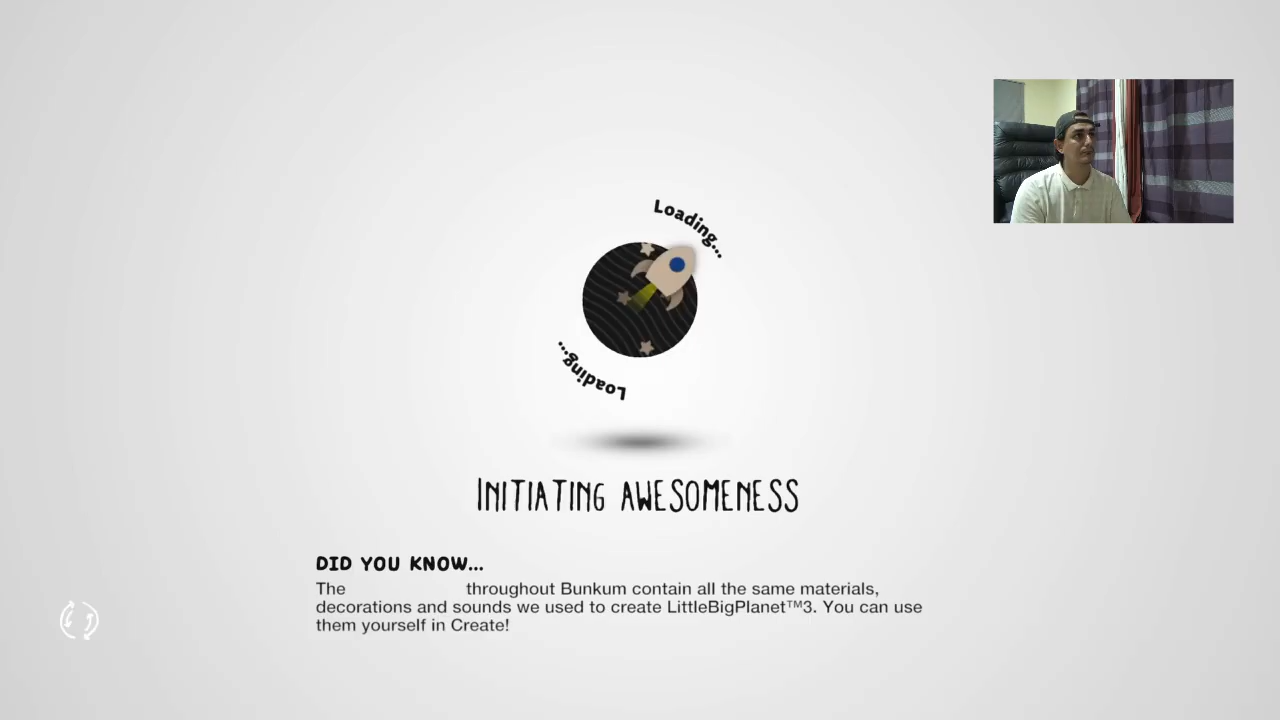 Loading...
Loading...
INITIATING AWESOMENESS
DID YOU KNOW...
The throughout Bunkum contain all the same materials,
decorations and sounds we used to create LittleBigPlanet™3. You can use
them yourself in Create!